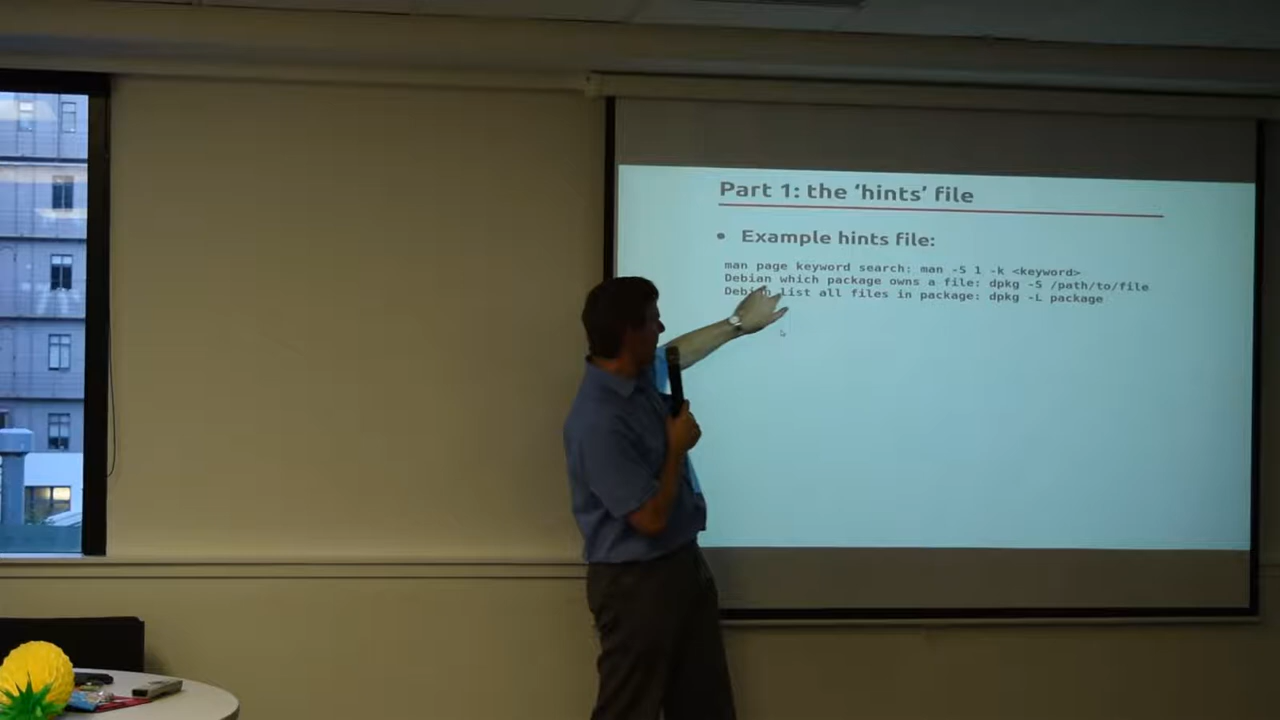 Part 1: the ‘hints’ file
• Example hints file:
man page keyword search: man -S 1 -k <keyword>
Debian which package owns a file: dpkg -S /path/to/file
Debian list all files in package: dpkg -L package